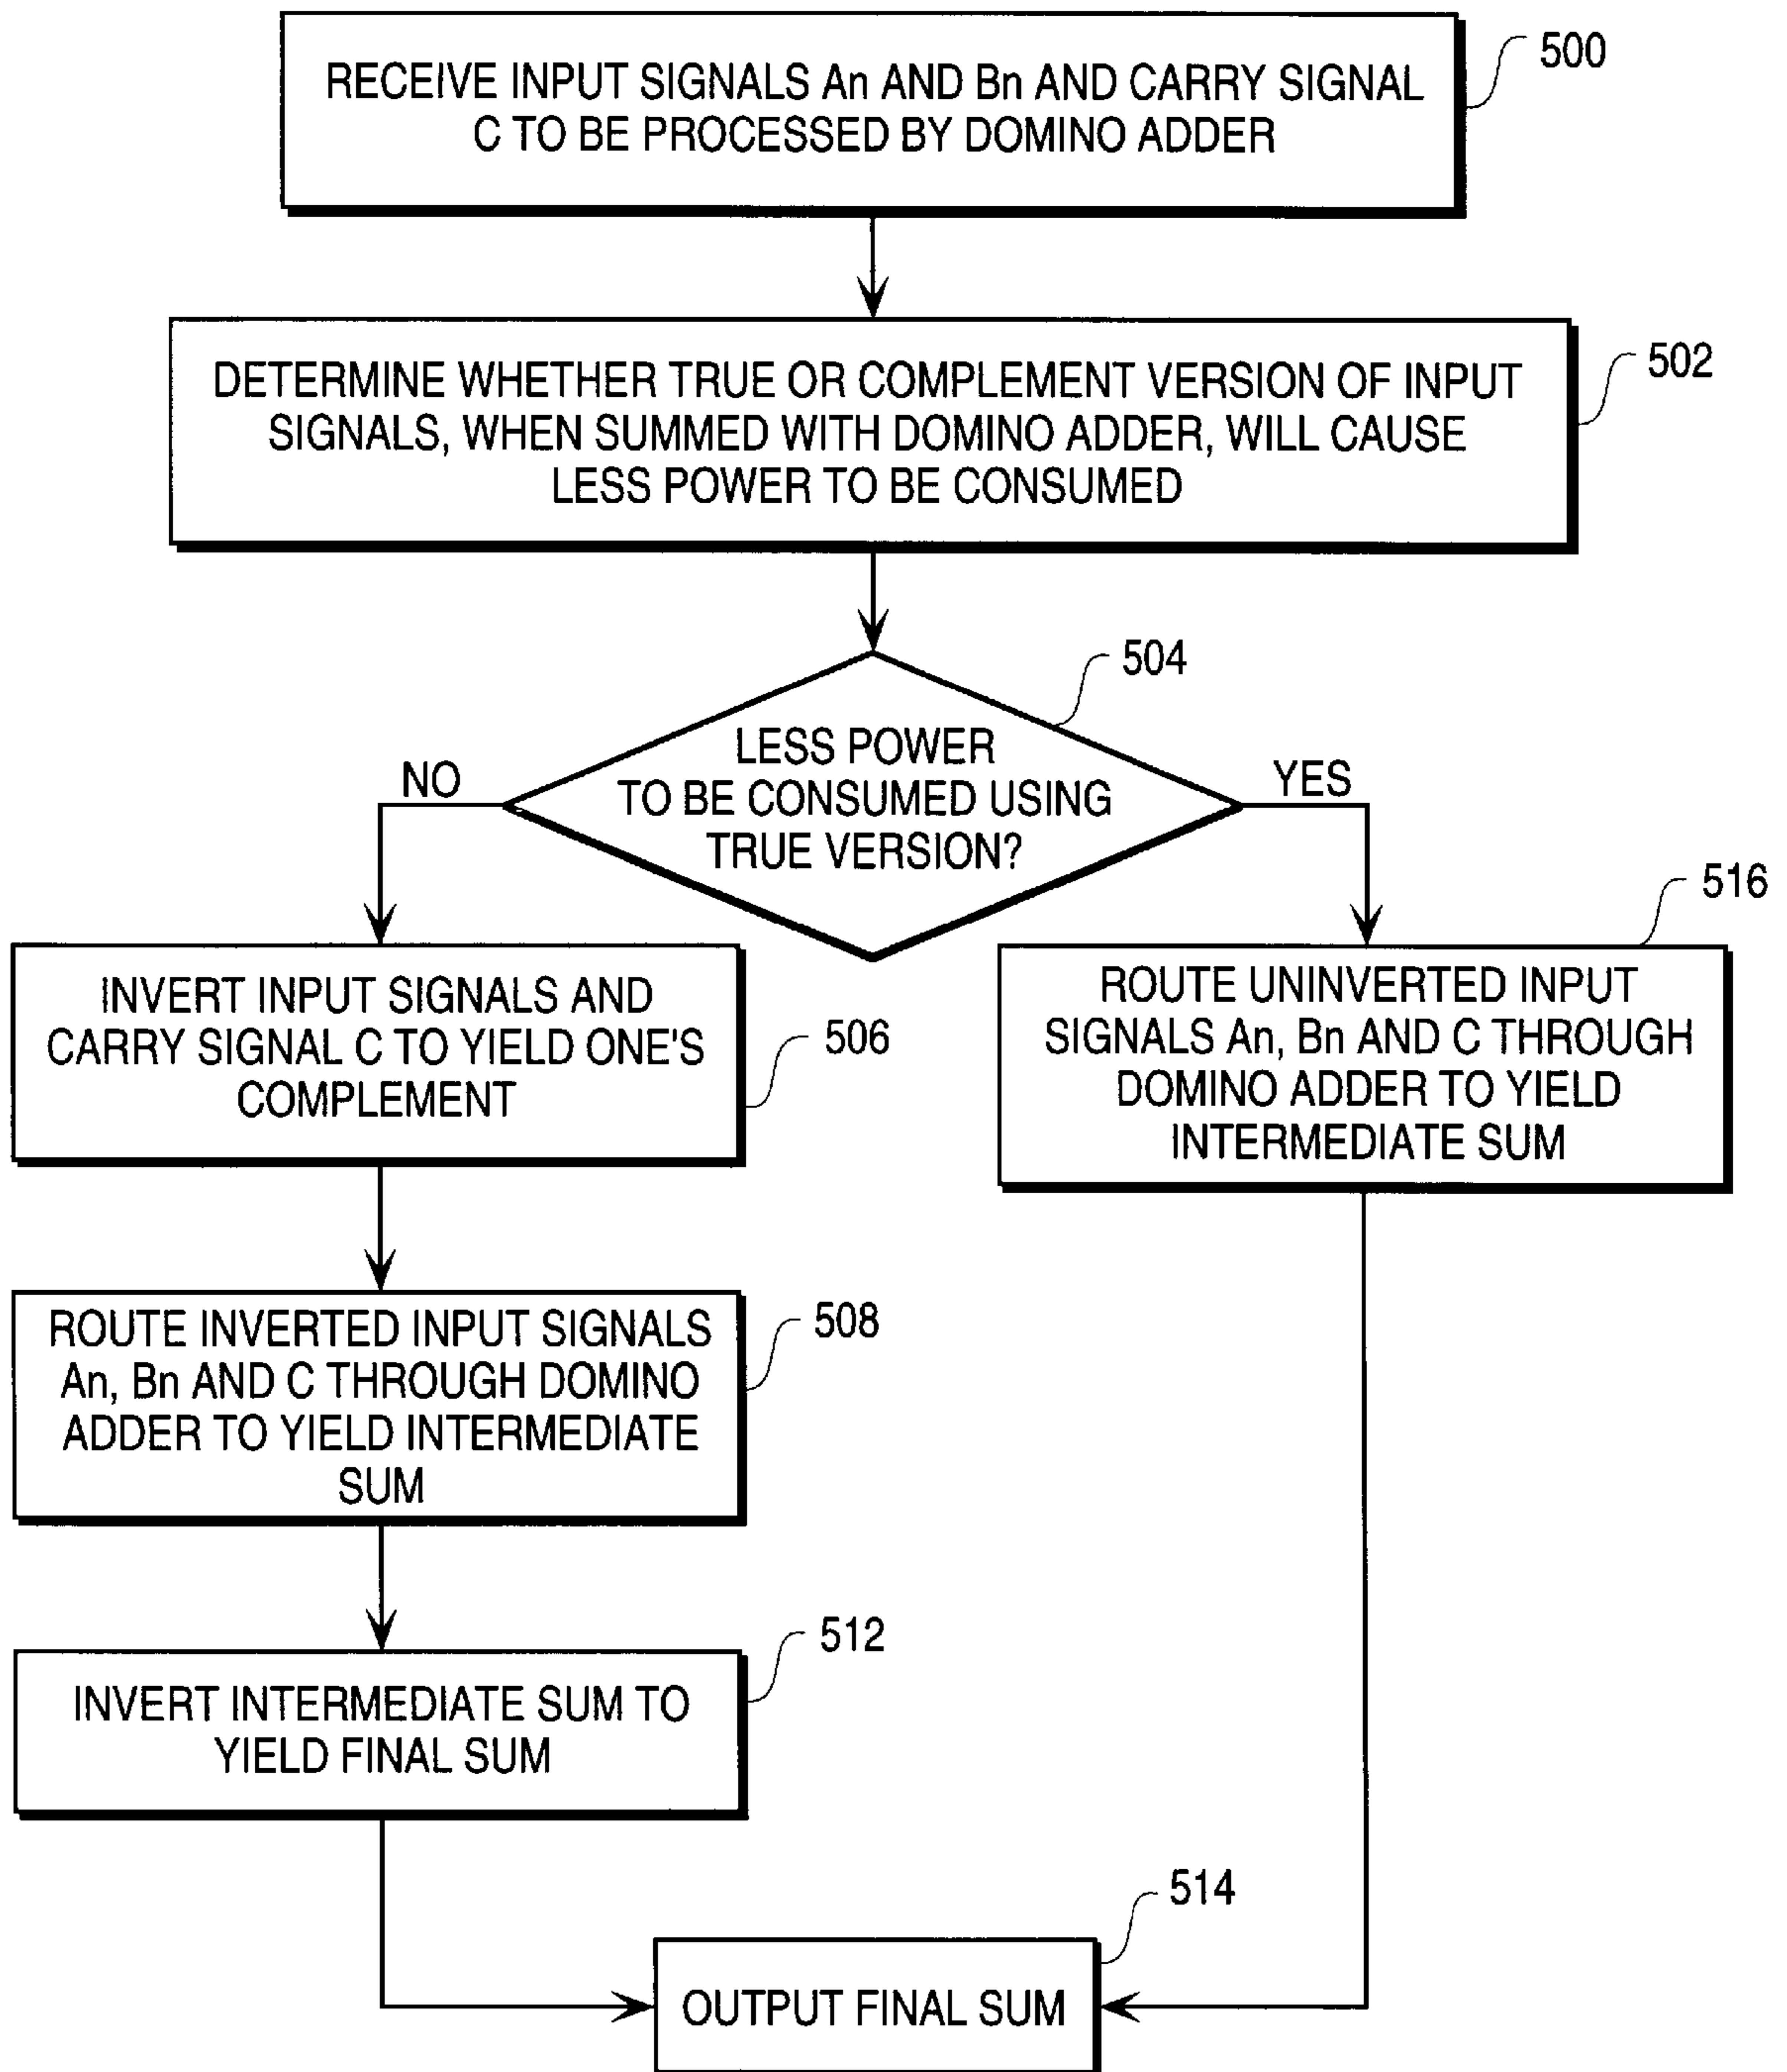 RECEIVE INPUT SIGNALS An AND Bn AND CARRY SIGNAL
C TO BE PROCESSED BY DOMINO ADDER
500
DETERMINE WHETHER TRUE OR COMPLEMENT VERSION OF INPUT
SIGNALS, WHEN SUMMED WITH DOMINO ADDER, WILL CAUSE
LESS POWER TO BE CONSUMED
502
504
LESS POWER
TO BE CONSUMED USING
TRUE VERSION?
NO
YES
INVERT INPUT SIGNALS AND
CARRY SIGNAL C TO YIELD ONE'S
COMPLEMENT
506
516
ROUTE UNINVERTED INPUT
SIGNALS An, Bn AND C THROUGH
DOMINO ADDER TO YIELD
INTERMEDIATE SUM
ROUTE INVERTED INPUT SIGNALS
An, Bn AND C THROUGH DOMINO
ADDER TO YIELD INTERMEDIATE
SUM
508
INVERT INTERMEDIATE SUM TO
YIELD FINAL SUM
512
514
OUTPUT FINAL SUM